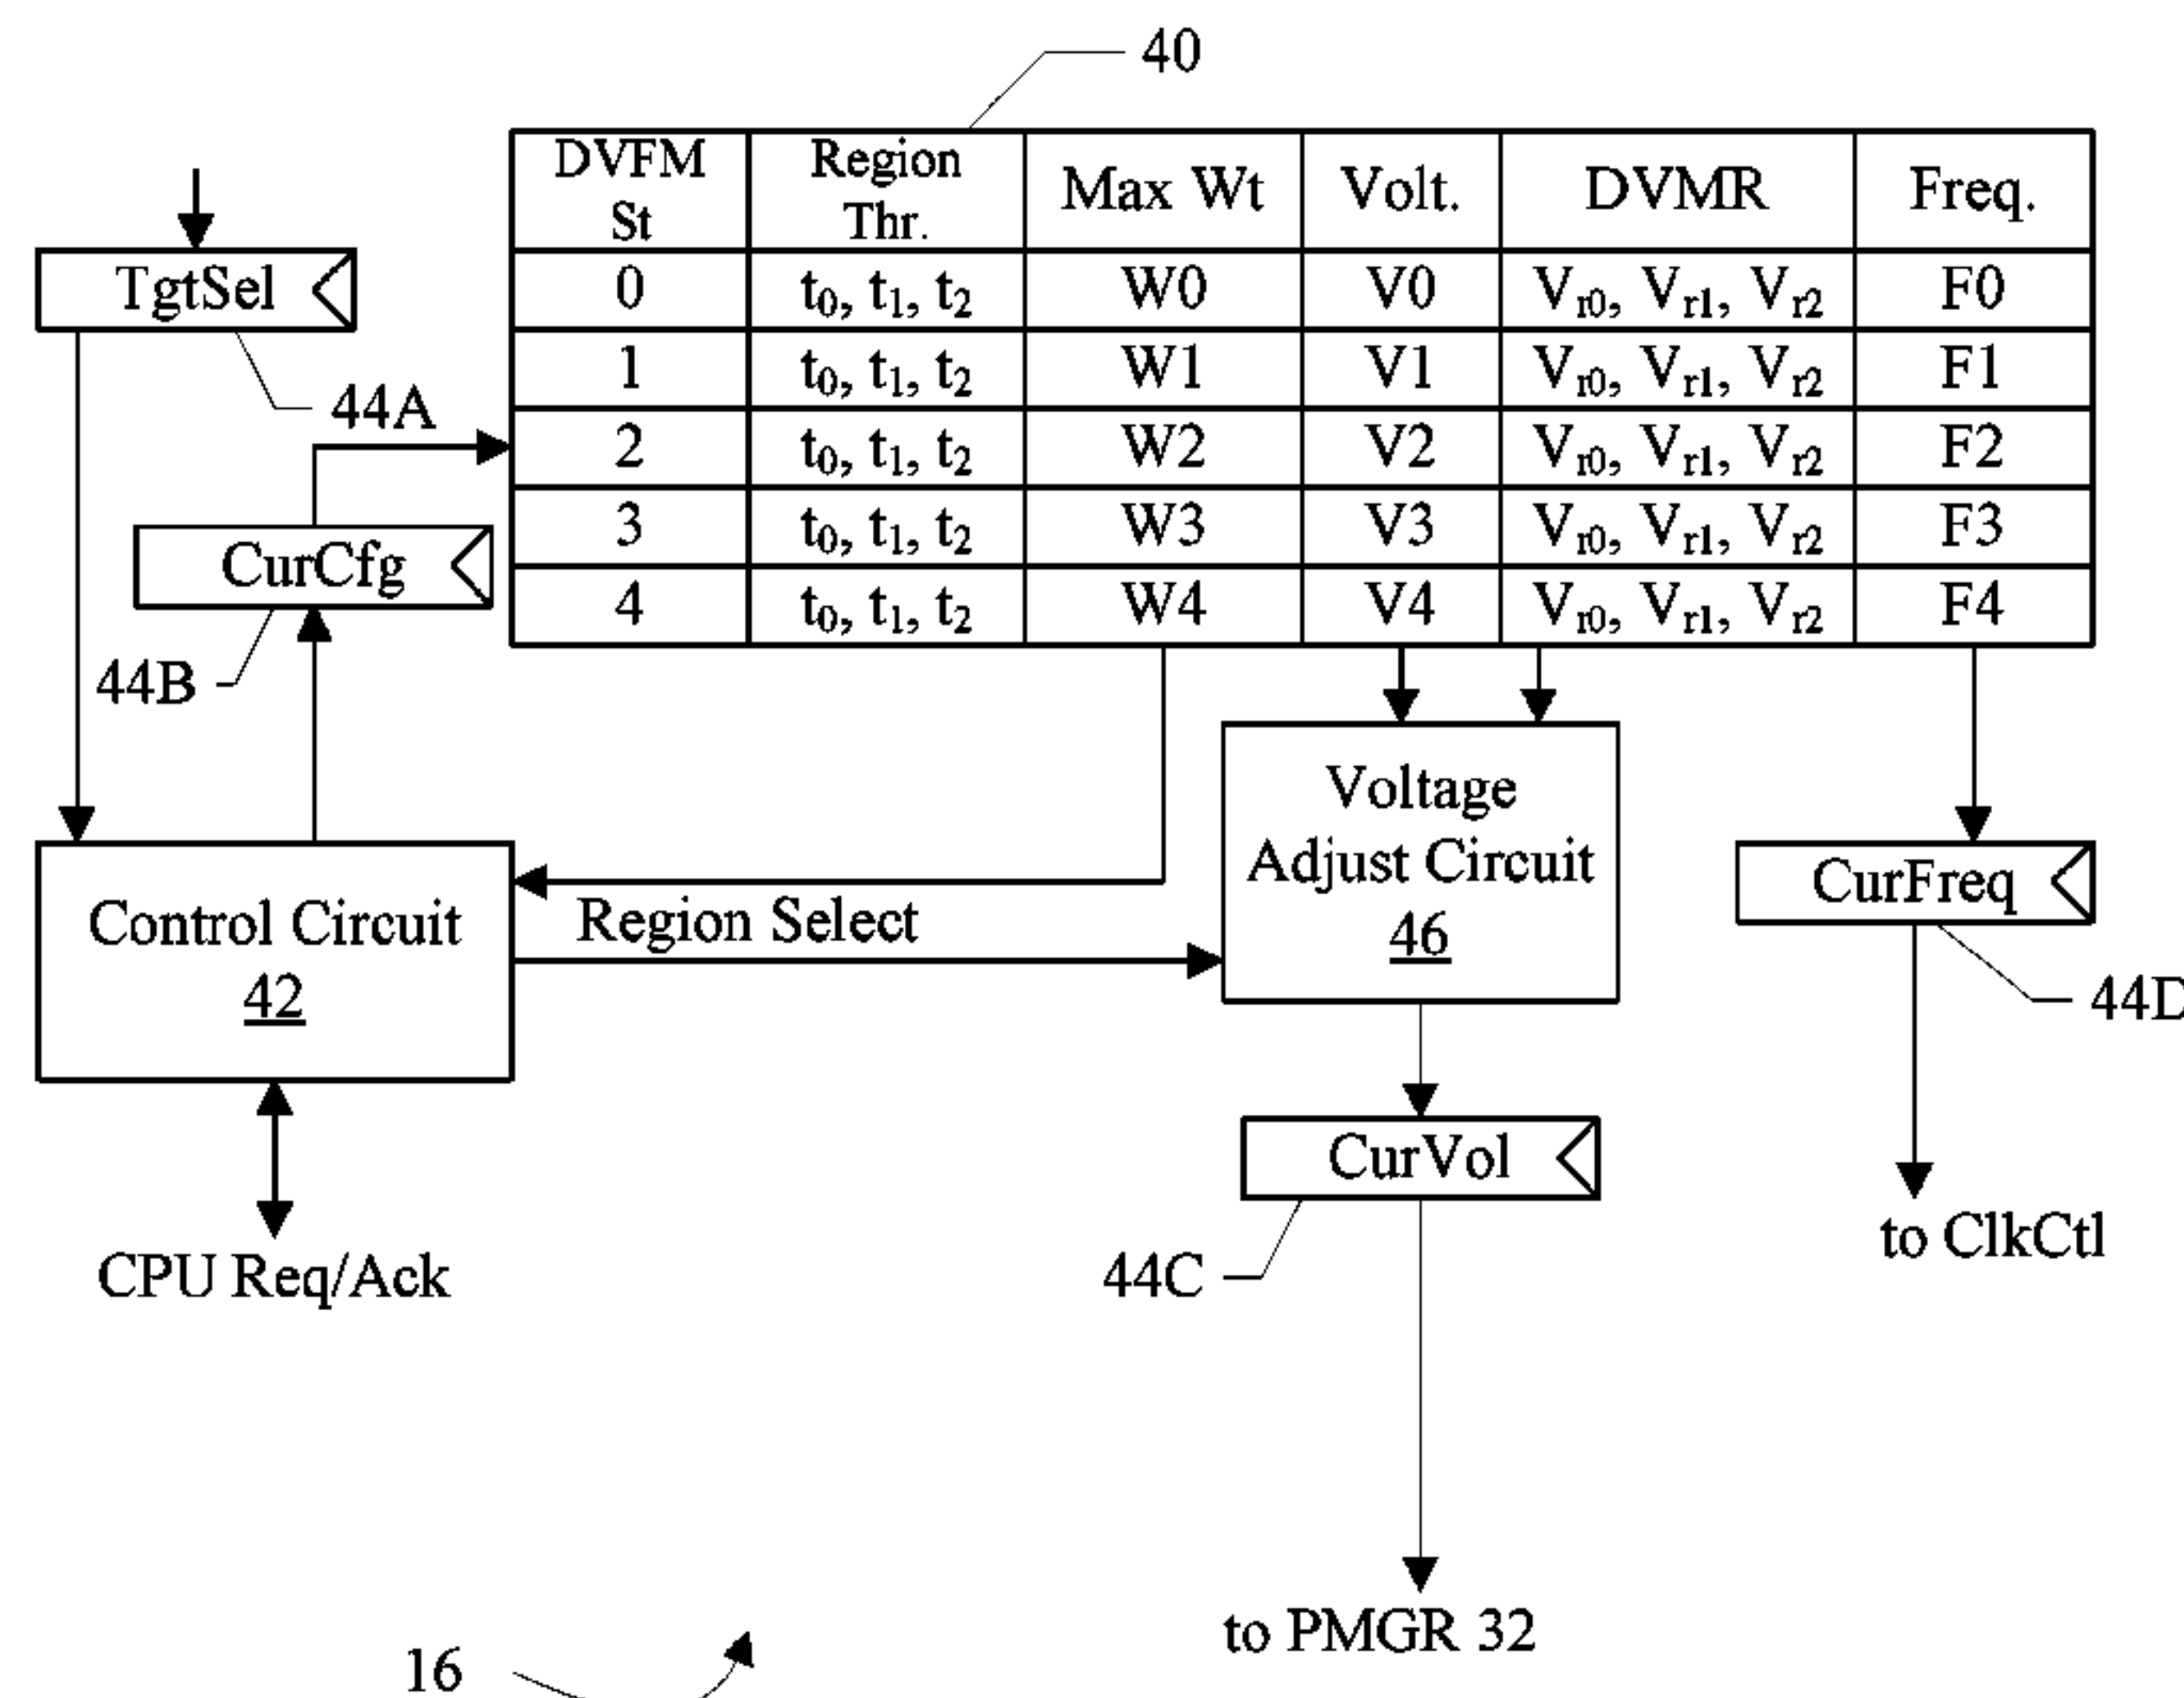 40
DVFM St | Region Thr. | Max Wt | Volt. | DVMR | Freq.
0 | t0, t1, t2 | W0 | V0 | Vr0, Vr1, Vr2 | F0
1 | t0, t1, t2 | W1 | V1 | Vr0, Vr1, Vr2 | F1
2 | t0, t1, t2 | W2 | V2 | Vr0, Vr1, Vr2 | F2
3 | t0, t1, t2 | W3 | V3 | Vr0, Vr1, Vr2 | F3
4 | t0, t1, t2 | W4 | V4 | Vr0, Vr1, Vr2 | F4
TgtSel
44A
CurCfg
44B
Control Circuit
42
CPU Req/Ack
Region Select
Voltage
Adjust Circuit
46
CurFreq
44D
to ClkCtl
CurVol
44C
to PMGR 32
16